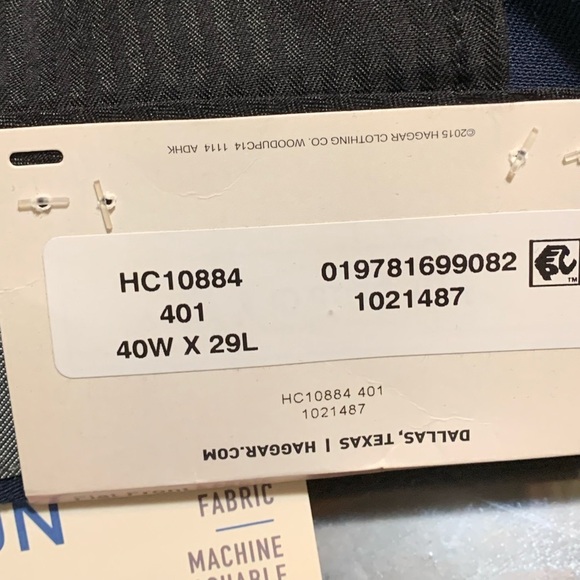 ©2015 HAGGAR CLOTHING CO. WOODUPC14 1114 ADHK
HC10884
401
40W X 29L
019781699082
1021487
TM
HC10884 401
1021487
DALLAS, TEXAS | HAGGAR.COM
FABRIC
MACHINE